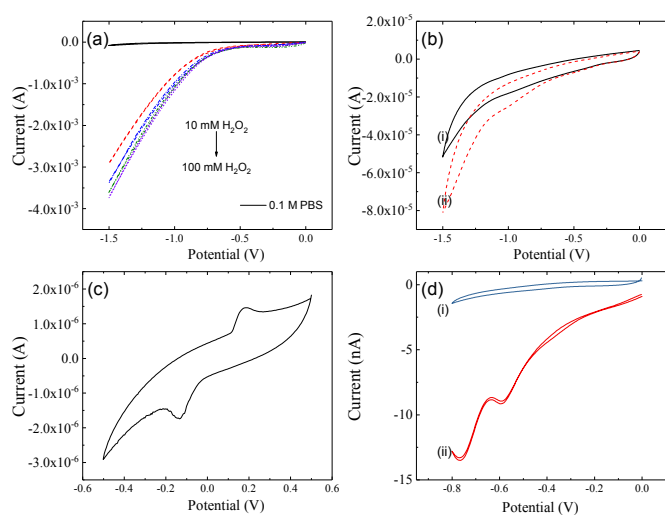 (a)
0.0
-1.0x10⁻³
-2.0x10⁻³
-3.0x10⁻³
-4.0x10⁻³
Current (A)
10 mM H₂O₂
100 mM H₂O₂
0.1 M PBS
-1.5 -1.0 -0.5 0.0
Potential (V)
(b)
2.0x10⁻⁵
0.0
-2.0x10⁻⁵
-4.0x10⁻⁵
-6.0x10⁻⁵
-8.0x10⁻⁵
Current (A)
(i)
(ii)
-1.5 -1.0 -0.5 0.0
Potential (V)
(c)
2.0x10⁻⁶
1.0x10⁻⁶
0.0
-1.0x10⁻⁶
-2.0x10⁻⁶
-3.0x10⁻⁶
Current (A)
-0.6 -0.4 -0.2 0.0 0.2 0.4 0.6
Potential (V)
(d)
0
-5
-10
-15
Current (nA)
(i)
(ii)
-0.8 -0.6 -0.4 -0.2 0.0
Potential (V)